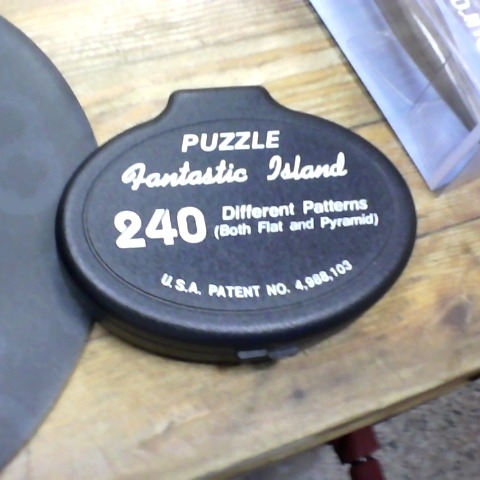 PUZZLE
Fantastic Island
240 Different Patterns
(Both Flat and Pyramid)
U.S.A. PATENT NO. 4,988,103